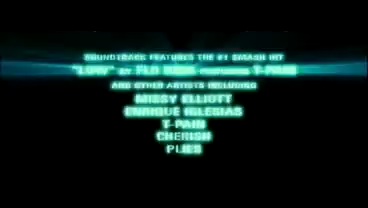 SOUNDTRACK FEATURES THE #1 SMASH HIT
"LOW" BY FLO RIDA FEATURING T-PAIN
AND OTHER ARTISTS INCLUDING
MISSY ELLIOTT
ENRIQUE IGLESIAS
T-PAIN
CHERISH
PLIES